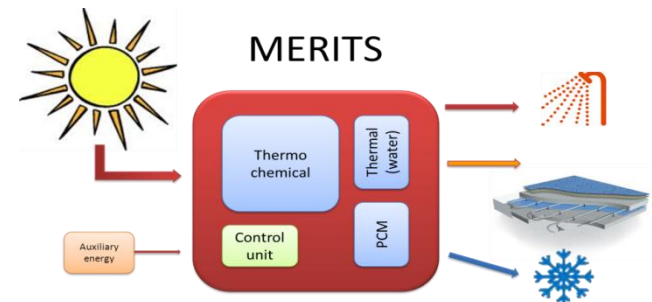 MERITS
Thermo
chemical
Thermal
(water)
Control
unit
PCM
Auxiliary
energy